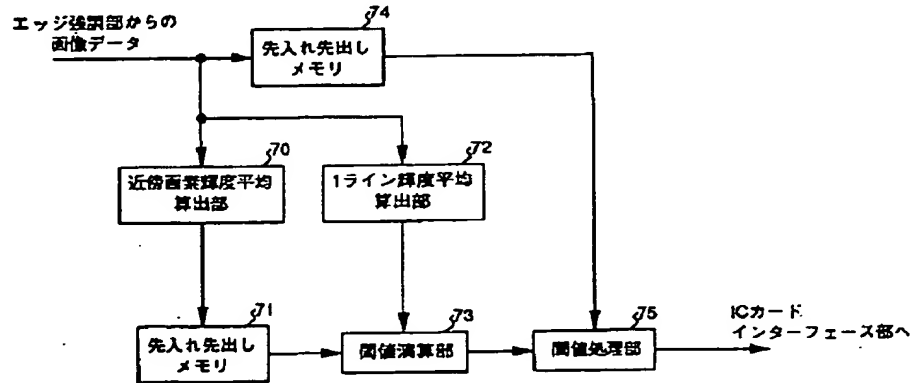 エッジ強調部からの
画像データ
74
先入れ先出し
メモリ
70
近傍画素輝度平均
算出部
72
1ライン輝度平均
算出部
71
先入れ先出し
メモリ
73
閾値演算部
75
閾値処理部
ICカード
インターフェース部へ